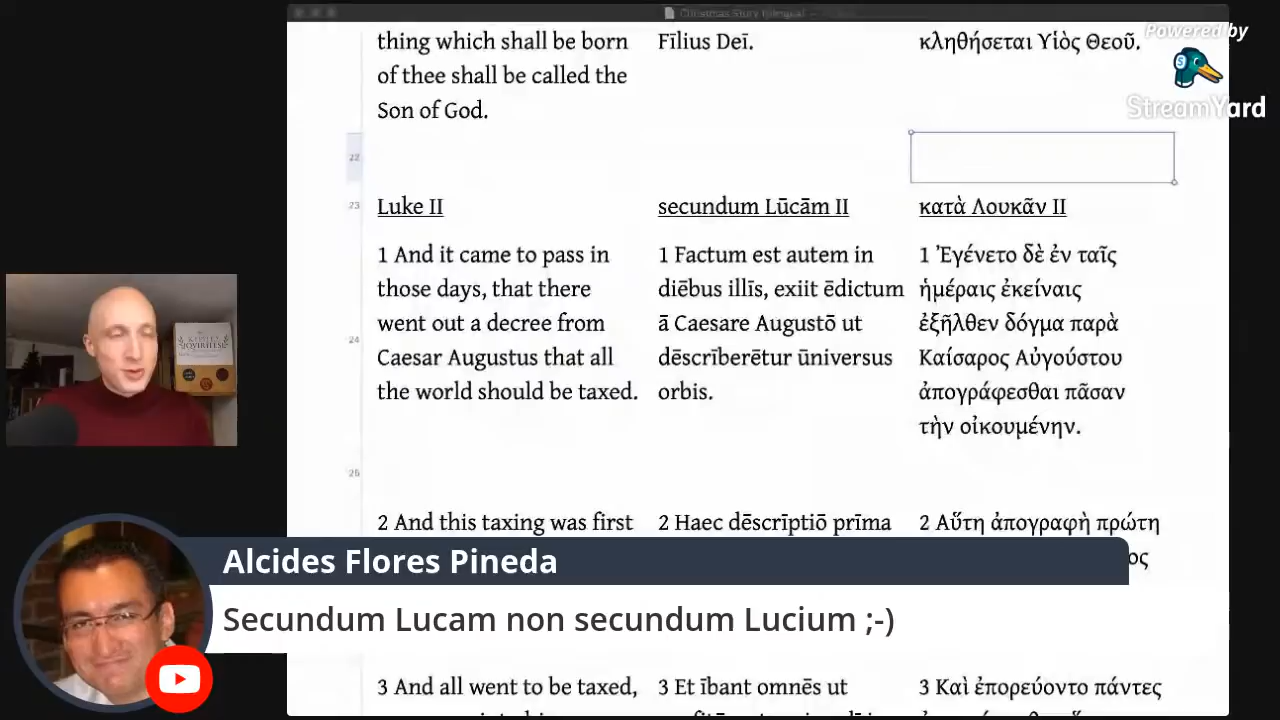 Christmas Story trilingual
Powered by
StreamYard
thing which shall be born
of thee shall be called the
Son of God.
Fīlius Deī.
κληθήσεται Υἱὸς Θεοῦ.
22
23
Luke II
secundum Lūcām II
κατὰ Λουκᾶν II
1 And it came to pass in
those days, that there
went out a decree from
Caesar Augustus that all
the world should be taxed.
1 Factum est autem in
diēbus illīs, exiit ēdictum
ā Caesare Augustō ut
dēscrīberētur ūniversus
orbis.
1 Ἐγένετο δὲ ἐν ταῖς
ἡμέραις ἐκείναις
ἐξῆλθεν δόγμα παρὰ
Καίσαρος Αὐγούστου
ἀπογράφεσθαι πᾶσαν
τὴν οἰκουμένην.
24
25
2 And this taxing was first
2 Haec dēscrīptiō prīma
2 Αὕτη ἀπογραφὴ πρώτη
ος
Alcides Flores Pineda
Secundum Lucam non secundum Lucium ;-)
3 And all went to be taxed,
3 Et ībant omnēs ut
3 Καὶ ἐπορεύοντο πάντες